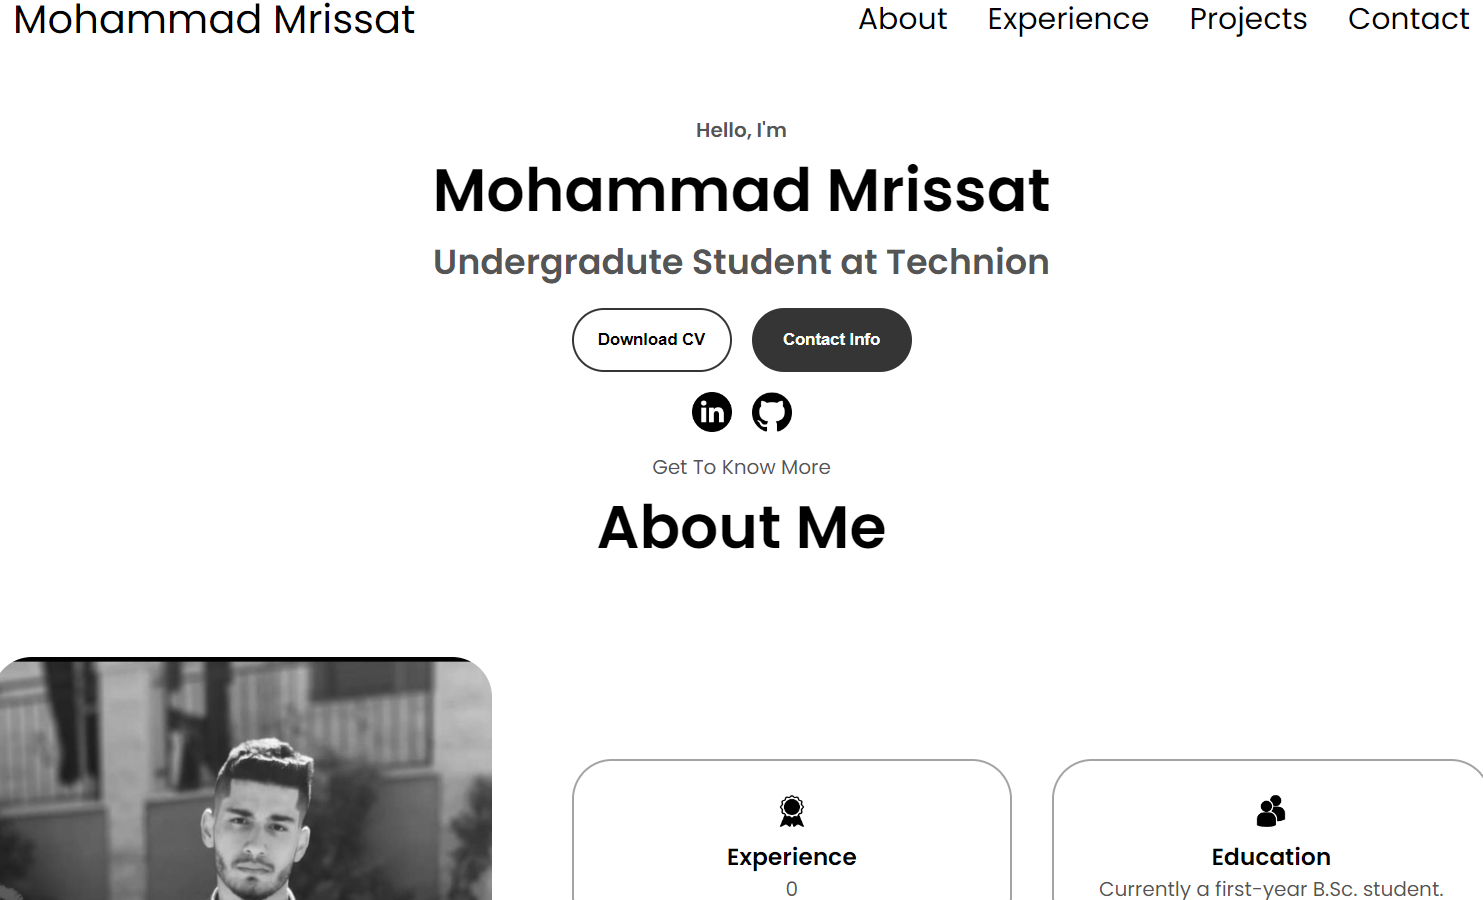 Mohammad Mrissat
About Experience Projects Contact
Hello, I'm
Mohammad Mrissat
Undergradute Student at Technion
Download CV
Contact Info
in
Get To Know More
About Me
Experience
0
Education
Currently a first-year B.Sc. student.